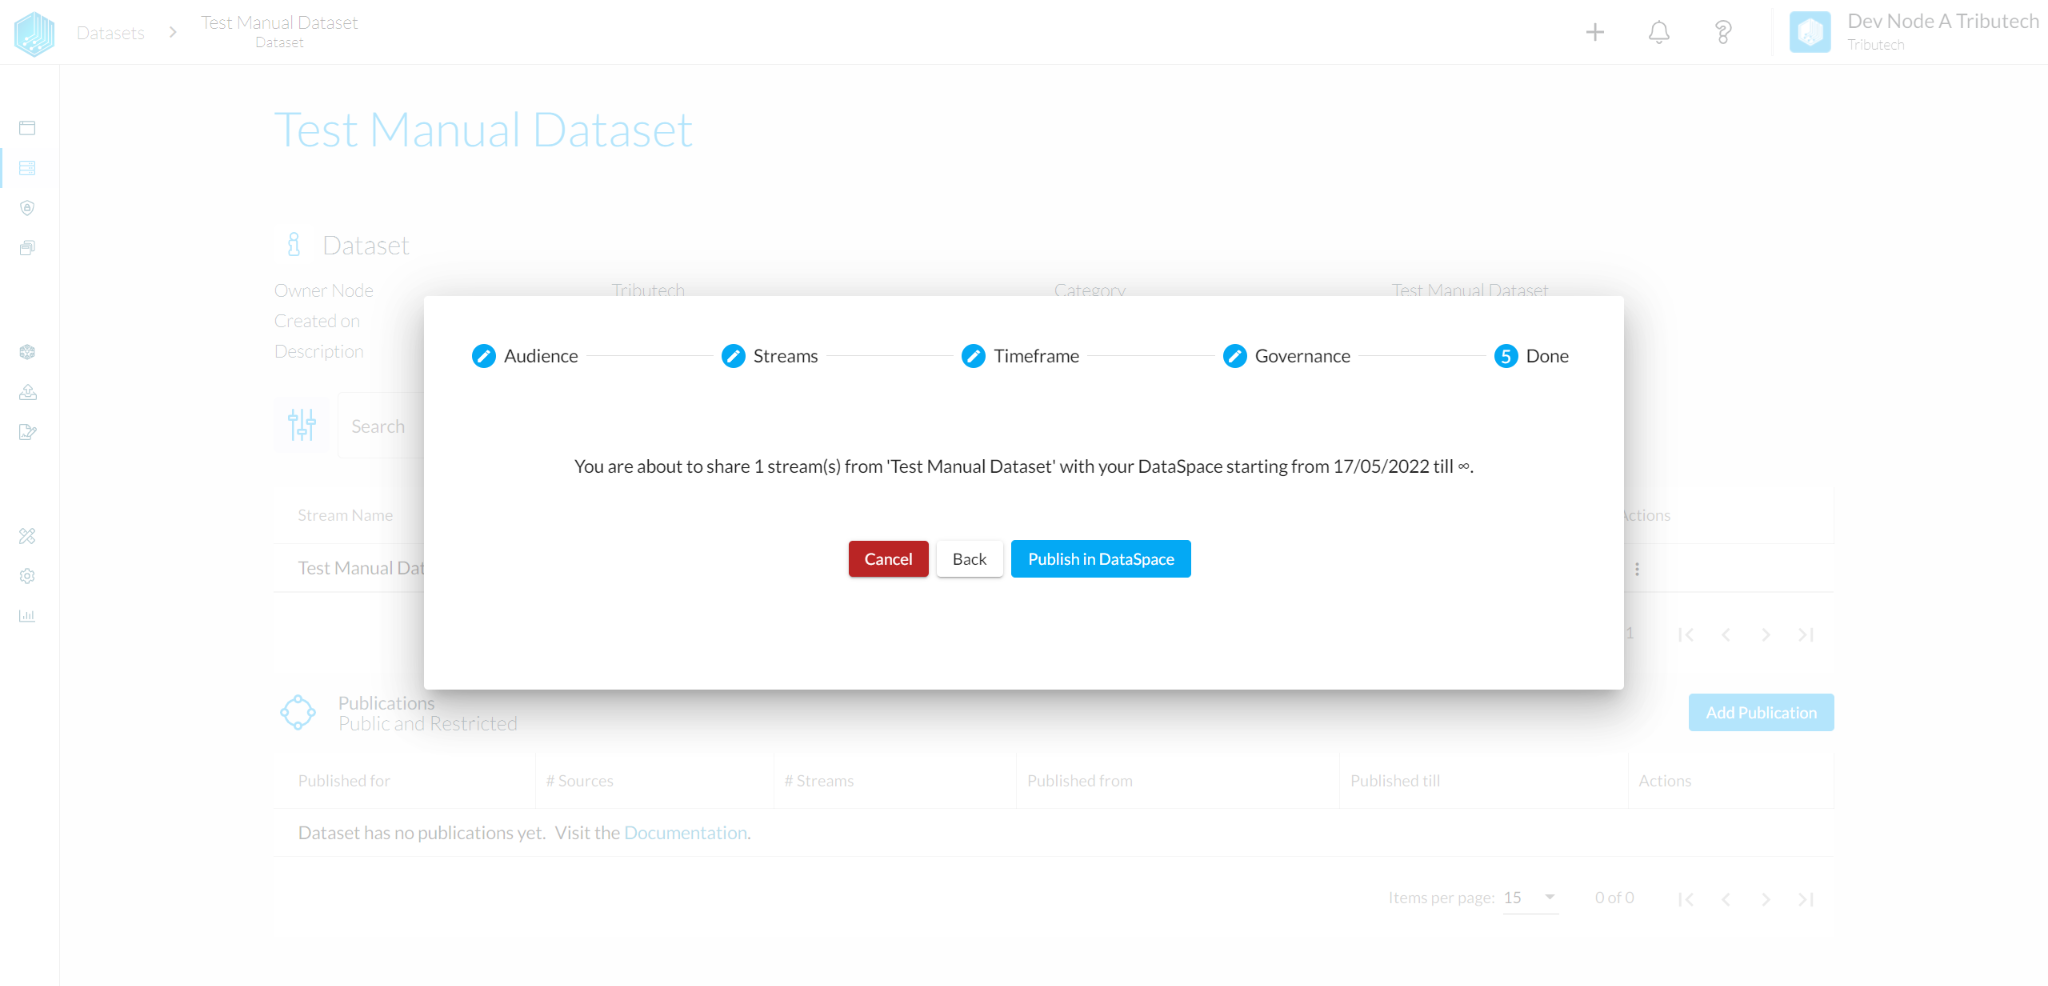 Datasets
Test Manual Dataset
Dataset
Dev Node A Tributech
Tributech
Test Manual Dataset
Dataset
Owner Node Tributech Category Test Manual Dataset
Created on
Description
Audience Streams Timeframe Governance 5 Done
Search
You are about to share 1 stream(s) from 'Test Manual Dataset' with your DataSpace starting from 17/05/2022 till ∞.
Stream Name Actions
Cancel Back Publish in DataSpace
Test Manual Dat
1
Publications
Public and Restricted
Add Publication
Published for # Sources # Streams Published from Published till Actions
Dataset has no publications yet. Visit the Documentation.
Items per page: 15 0 of 0